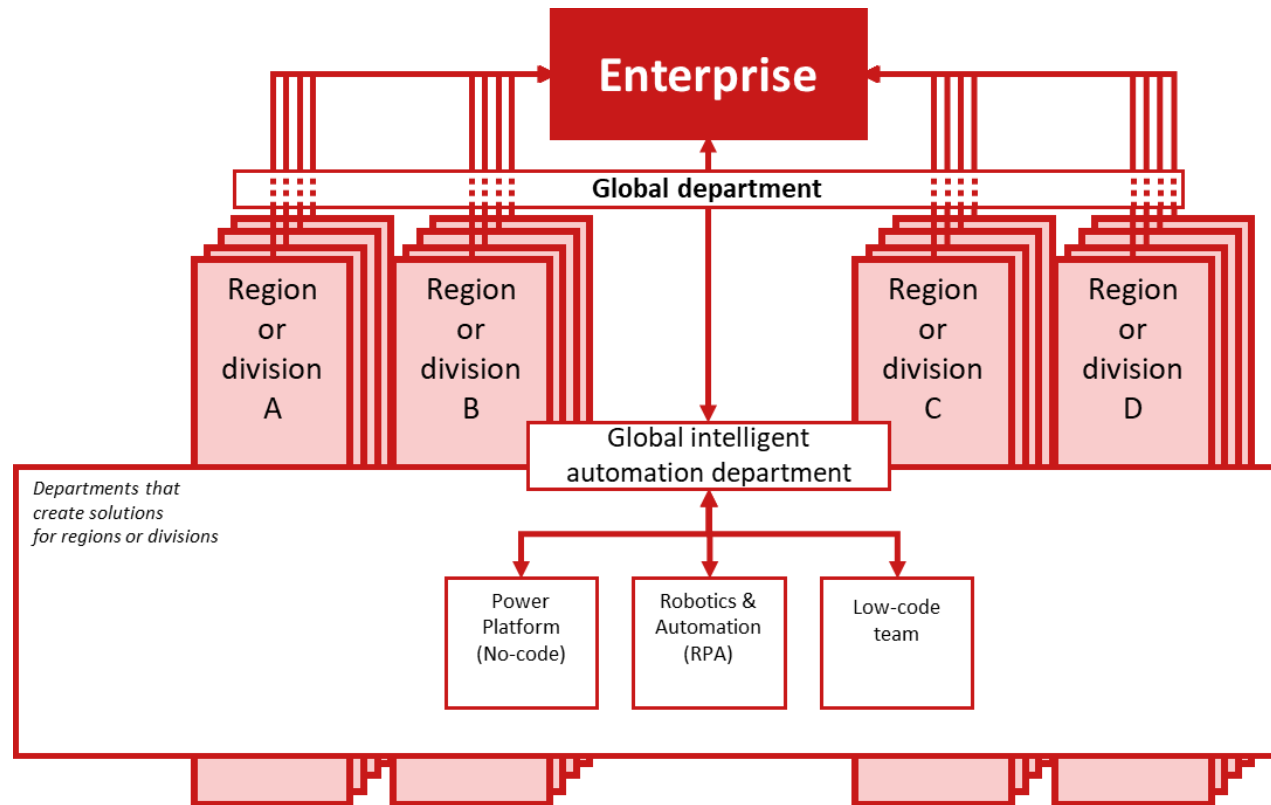 Enterprise
Global department
Region
or
division
A
Region
or
division
B
Region
or
division
C
Region
or
division
D
Global intelligent
automation department
Departments that
create solutions
for regions or divisions
Power
Platform
(No-code)
Robotics &
Automation
(RPA)
Low-code
team